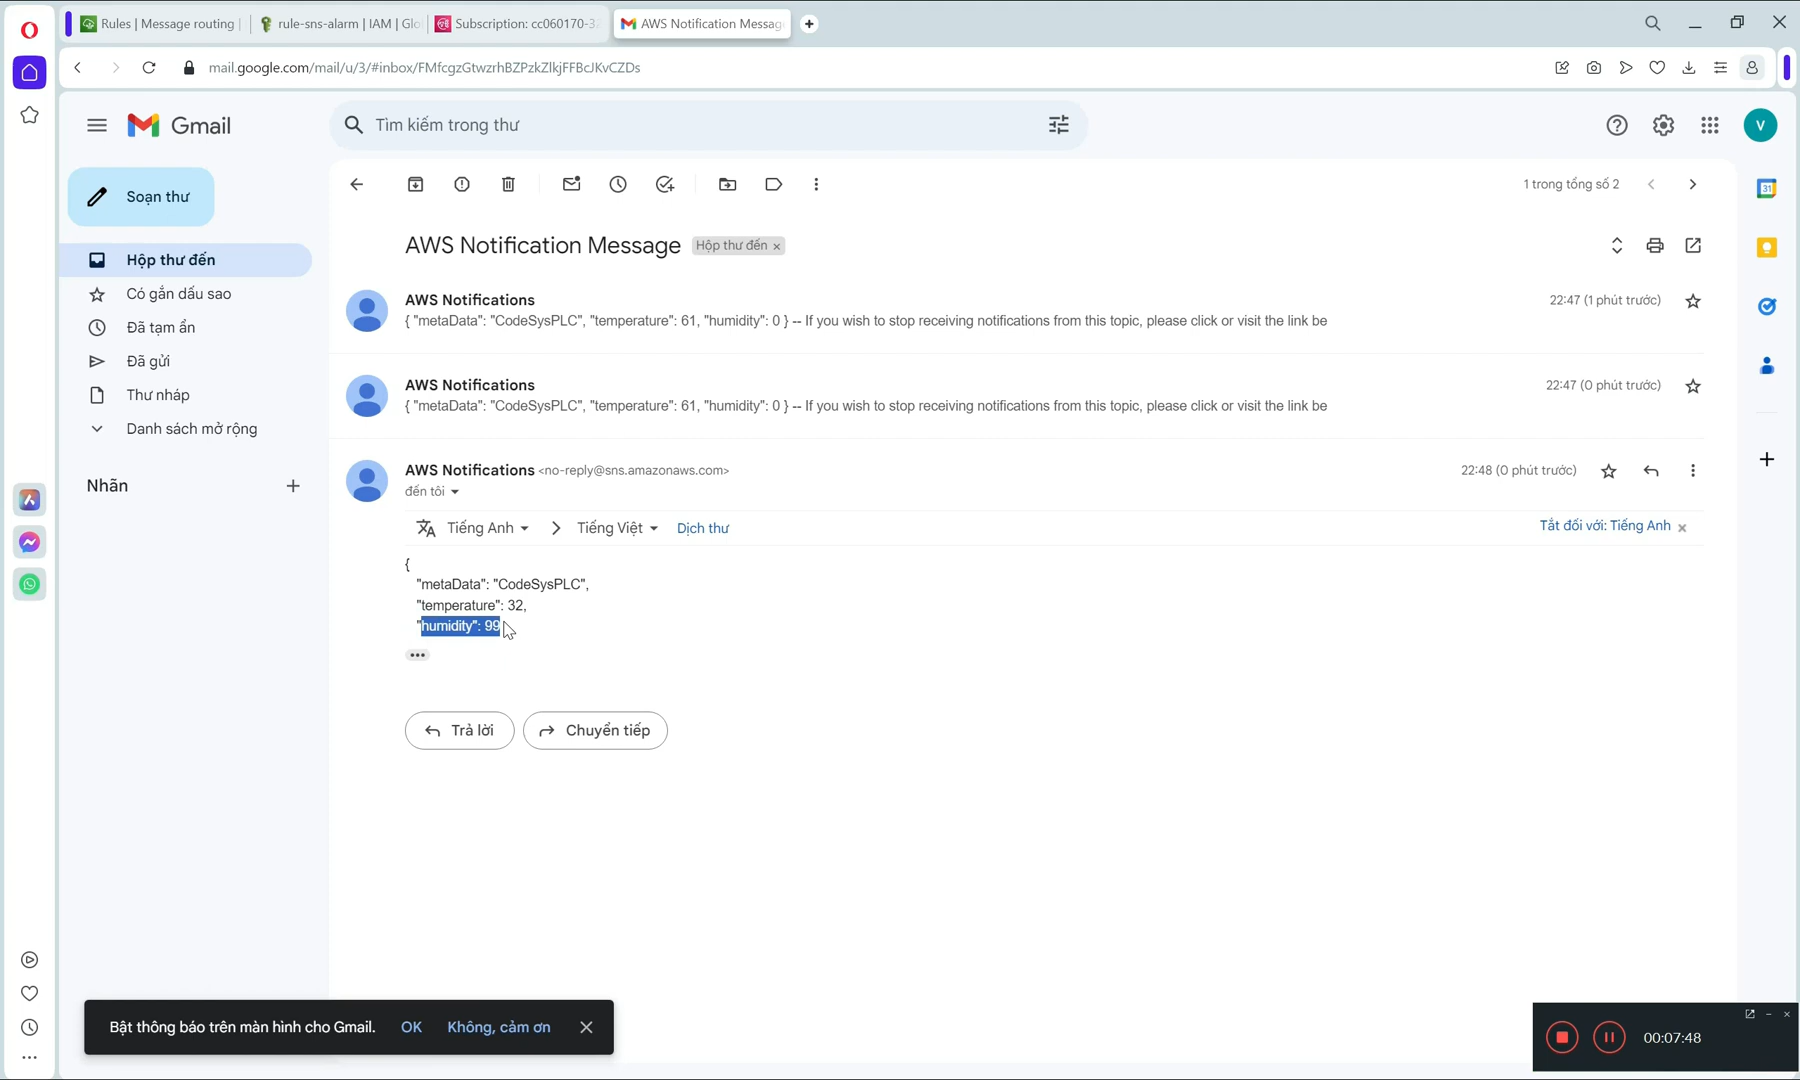 Rules | Message routing |
rule-sns-alarm | IAM | Glo
Subscription: cc060170-3
AWS Notification Messag
mail.google.com/mail/u/3/#inbox/FMfcgzGtwzrhBZPzkZlkjFFBcJKvCZDs
Gmail
Tìm kiếm trong thư
V
Soạn thư
1 trong tổng số 2
31
AWS Notification Message
Hộp thư đến ×
Hộp thư đến
Có gắn dấu sao
Đã tạm ẩn
Đã gửi
Thư nháp
Danh sách mở rộng
Nhãn
AWS Notifications
22:47 (1 phút trước)
{ "metaData": "CodeSysPLC", "temperature": 61, "humidity": 0 } -- If you wish to stop receiving notifications from this topic, please click or visit the link be
AWS Notifications
22:47 (0 phút trước)
{ "metaData": "CodeSysPLC", "temperature": 61, "humidity": 0 } -- If you wish to stop receiving notifications from this topic, please click or visit the link be
AWS Notifications <no-reply@sns.amazonaws.com>
22:48 (0 phút trước)
đến tôi
Tiếng Anh
Tiếng Việt
Dịch thư
Tắt đối với: Tiếng Anh ×
{
"metaData": "CodeSysPLC",
"temperature": 32,
"humidity": 99
Trả lời
Chuyển tiếp
Bật thông báo trên màn hình cho Gmail.
OK
Không, cảm ơn
00:07:48